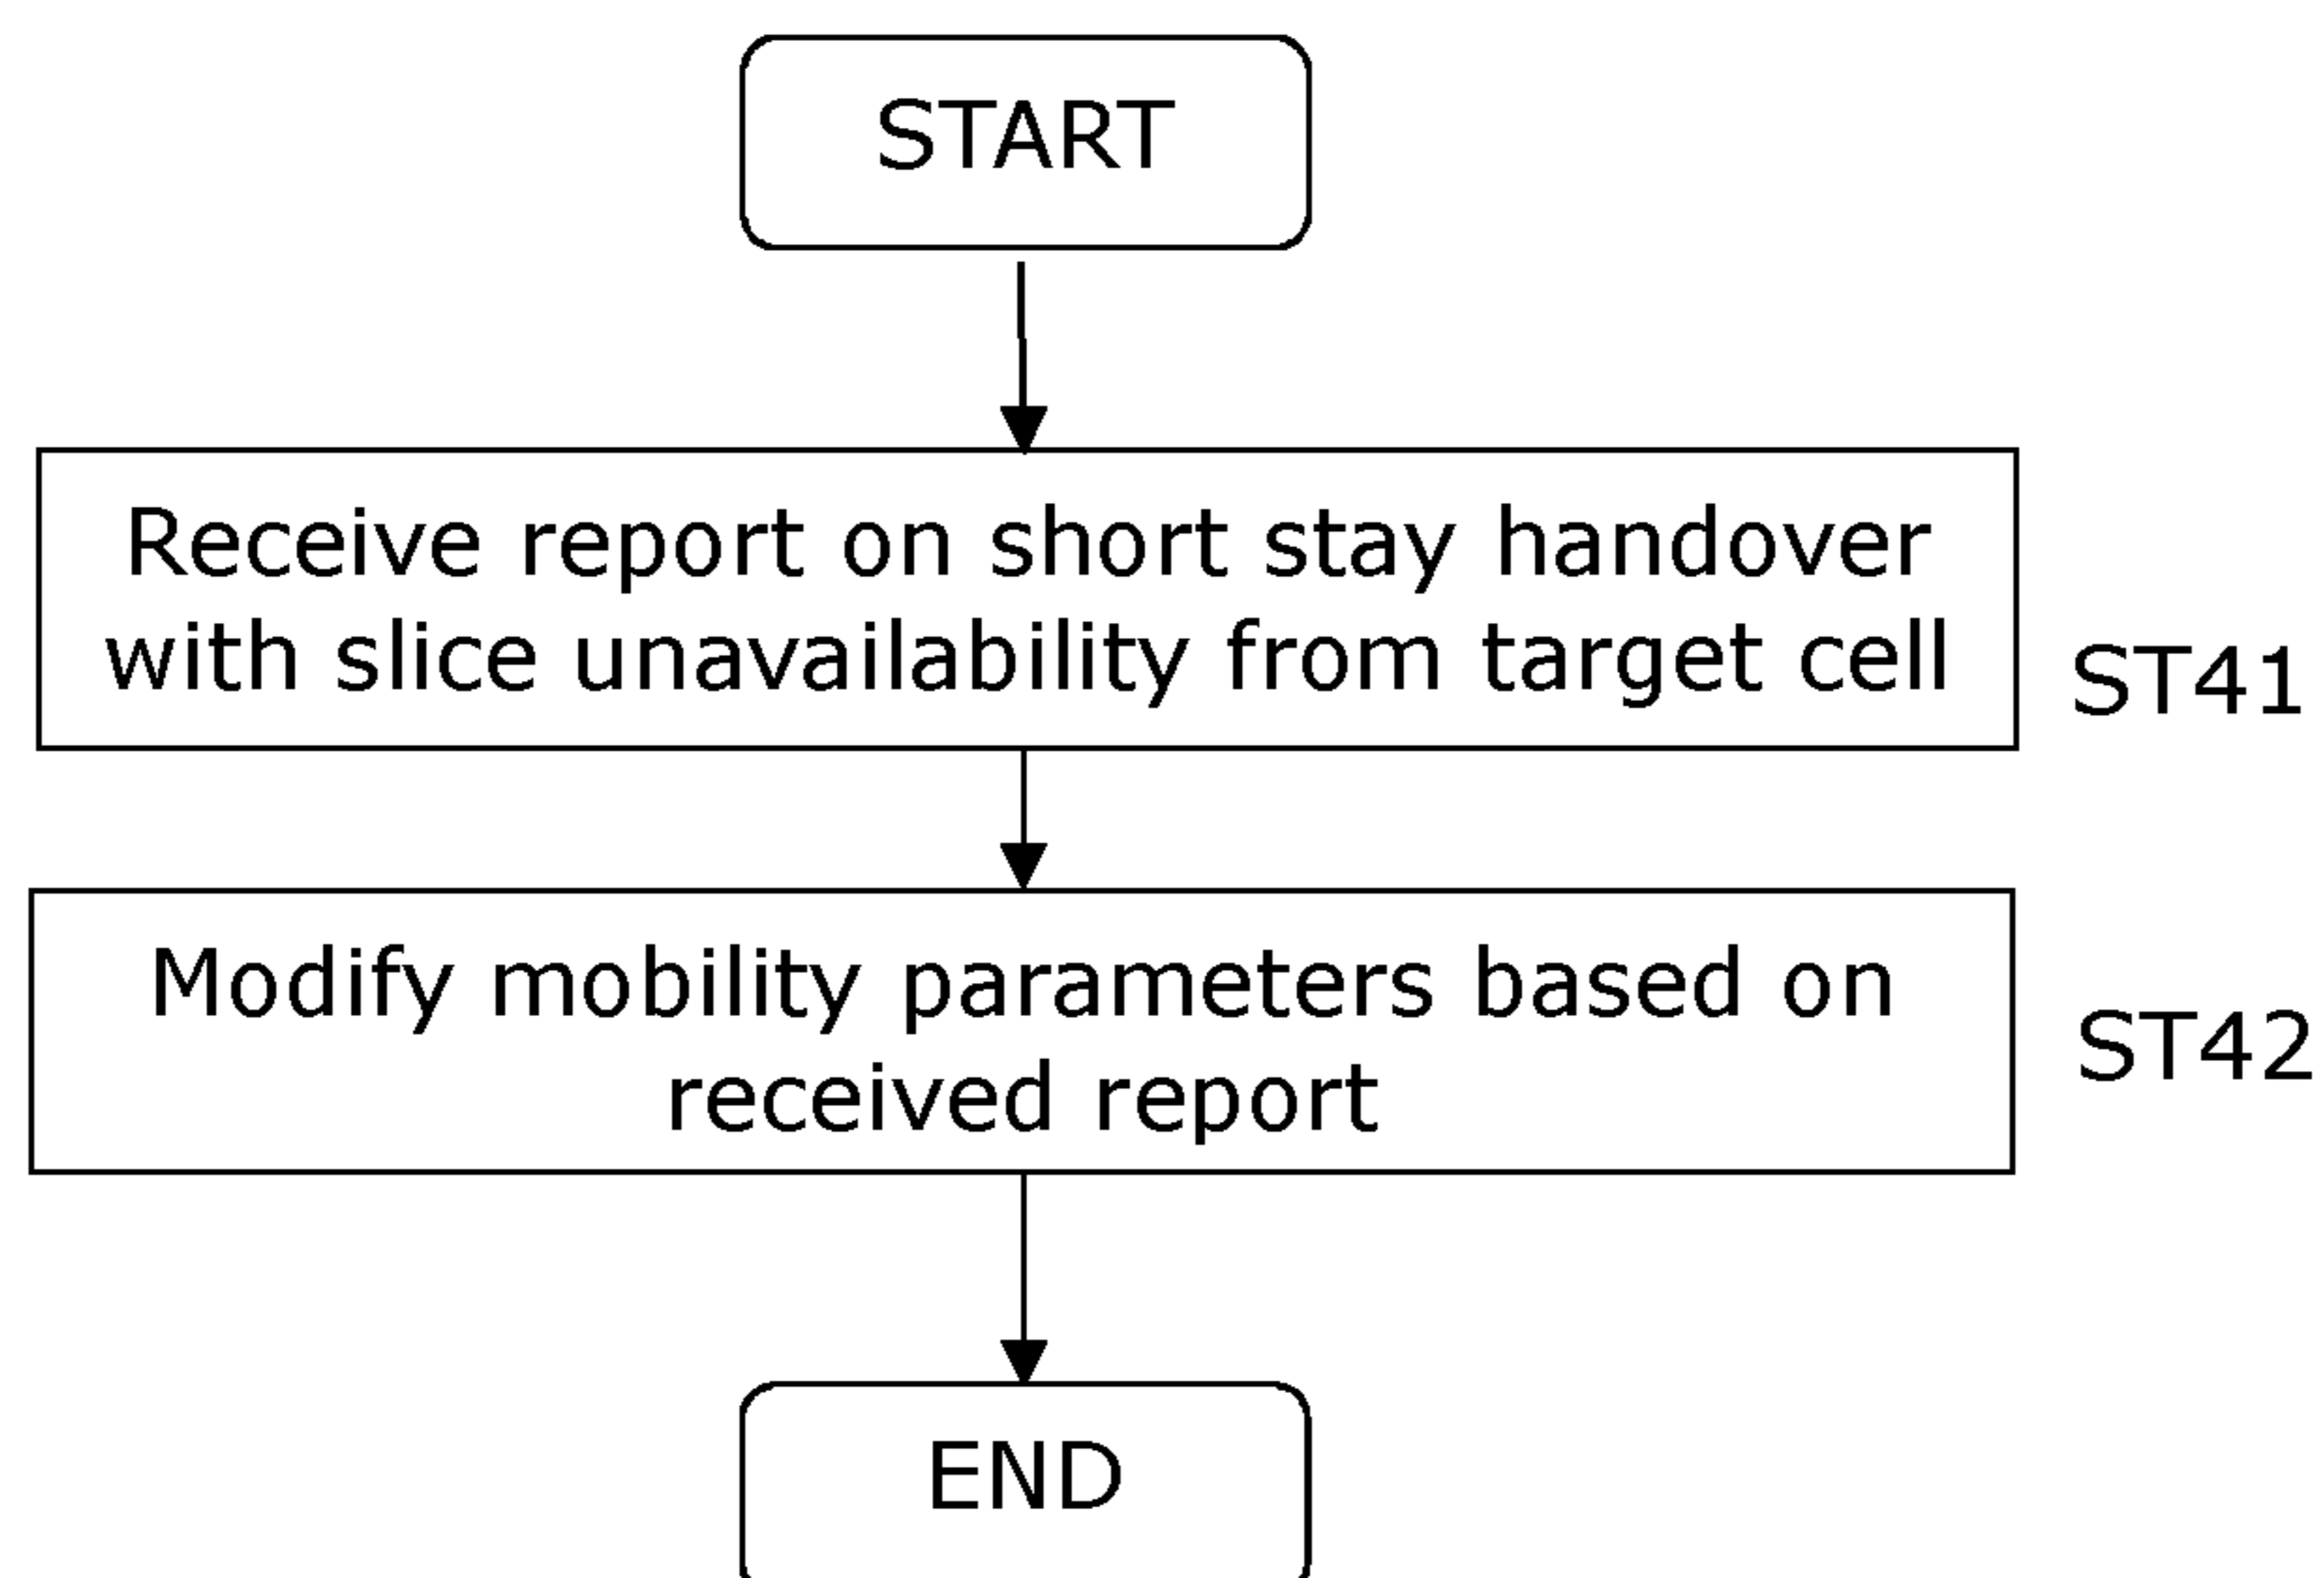 START
Receive report on short stay handover
with slice unavailability from target cell
ST41
Modify mobility parameters based on
received report
ST42
END